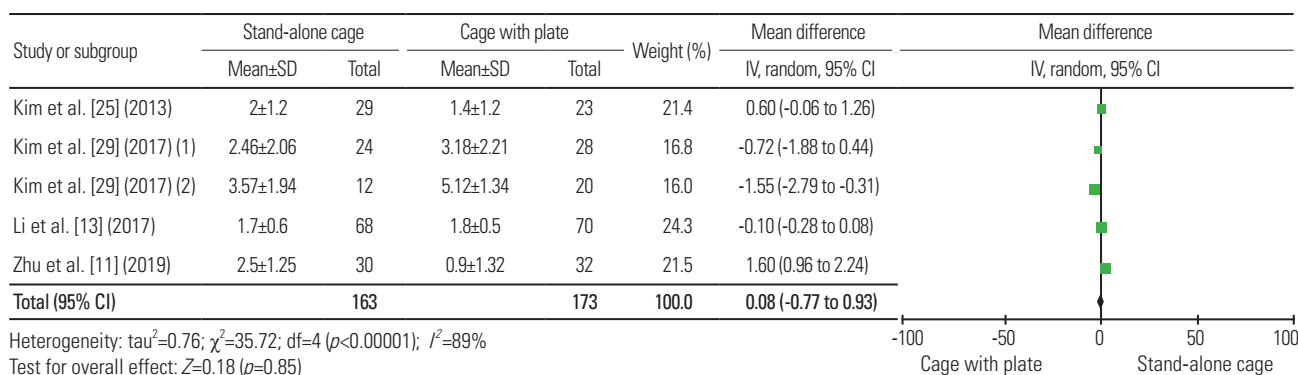 Study or subgroup Stand-alone cage Cage with plate Weight (%) Mean difference Mean difference
Mean±SD Total Mean±SD Total IV, random, 95% CI IV, random, 95% CI
Kim et al. [25] (2013) 2±1.2 29 1.4±1.2 23 21.4 0.60 (-0.06 to 1.26)
Kim et al. [29] (2017) (1) 2.46±2.06 24 3.18±2.21 28 16.8 -0.72 (-1.88 to 0.44)
Kim et al. [29] (2017) (2) 3.57±1.94 12 5.12±1.34 20 16.0 -1.55 (-2.79 to -0.31)
Li et al. [13] (2017) 1.7±0.6 68 1.8±0.5 70 24.3 -0.10 (-0.28 to 0.08)
Zhu et al. [11] (2019) 2.5±1.25 30 0.9±1.32 32 21.5 1.60 (0.96 to 2.24)
Total (95% CI) 163 173 100.0 0.08 (-0.77 to 0.93)
Heterogeneity: tau²=0.76; χ²=35.72; df=4 (p<0.00001); I²=89%
-100 -50 0 50 100
Test for overall effect: Z=0.18 (p=0.85)
Cage with plate Stand-alone cage